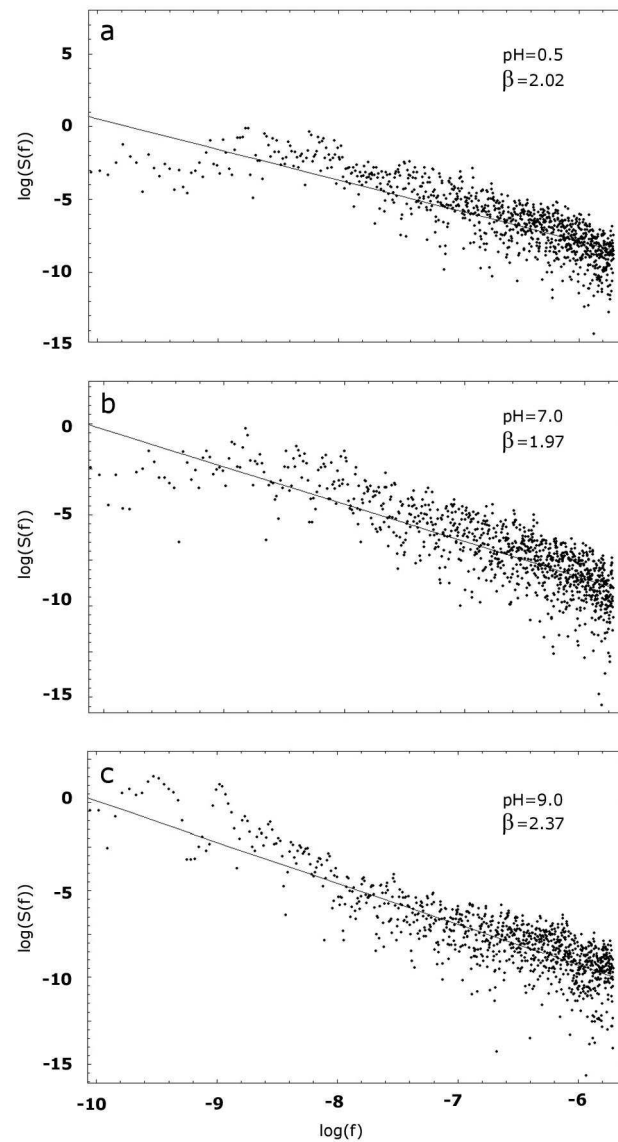 a
5
0
-5
-10
-15
log(S(f))
pH=0.5
β=2.02
b
0
-5
-10
-15
log(S(f))
pH=7.0
β=1.97
c
0
-5
-10
-15
log(S(f))
pH=9.0
β=2.37
-10 -9 -8 -7 -6
log(f)